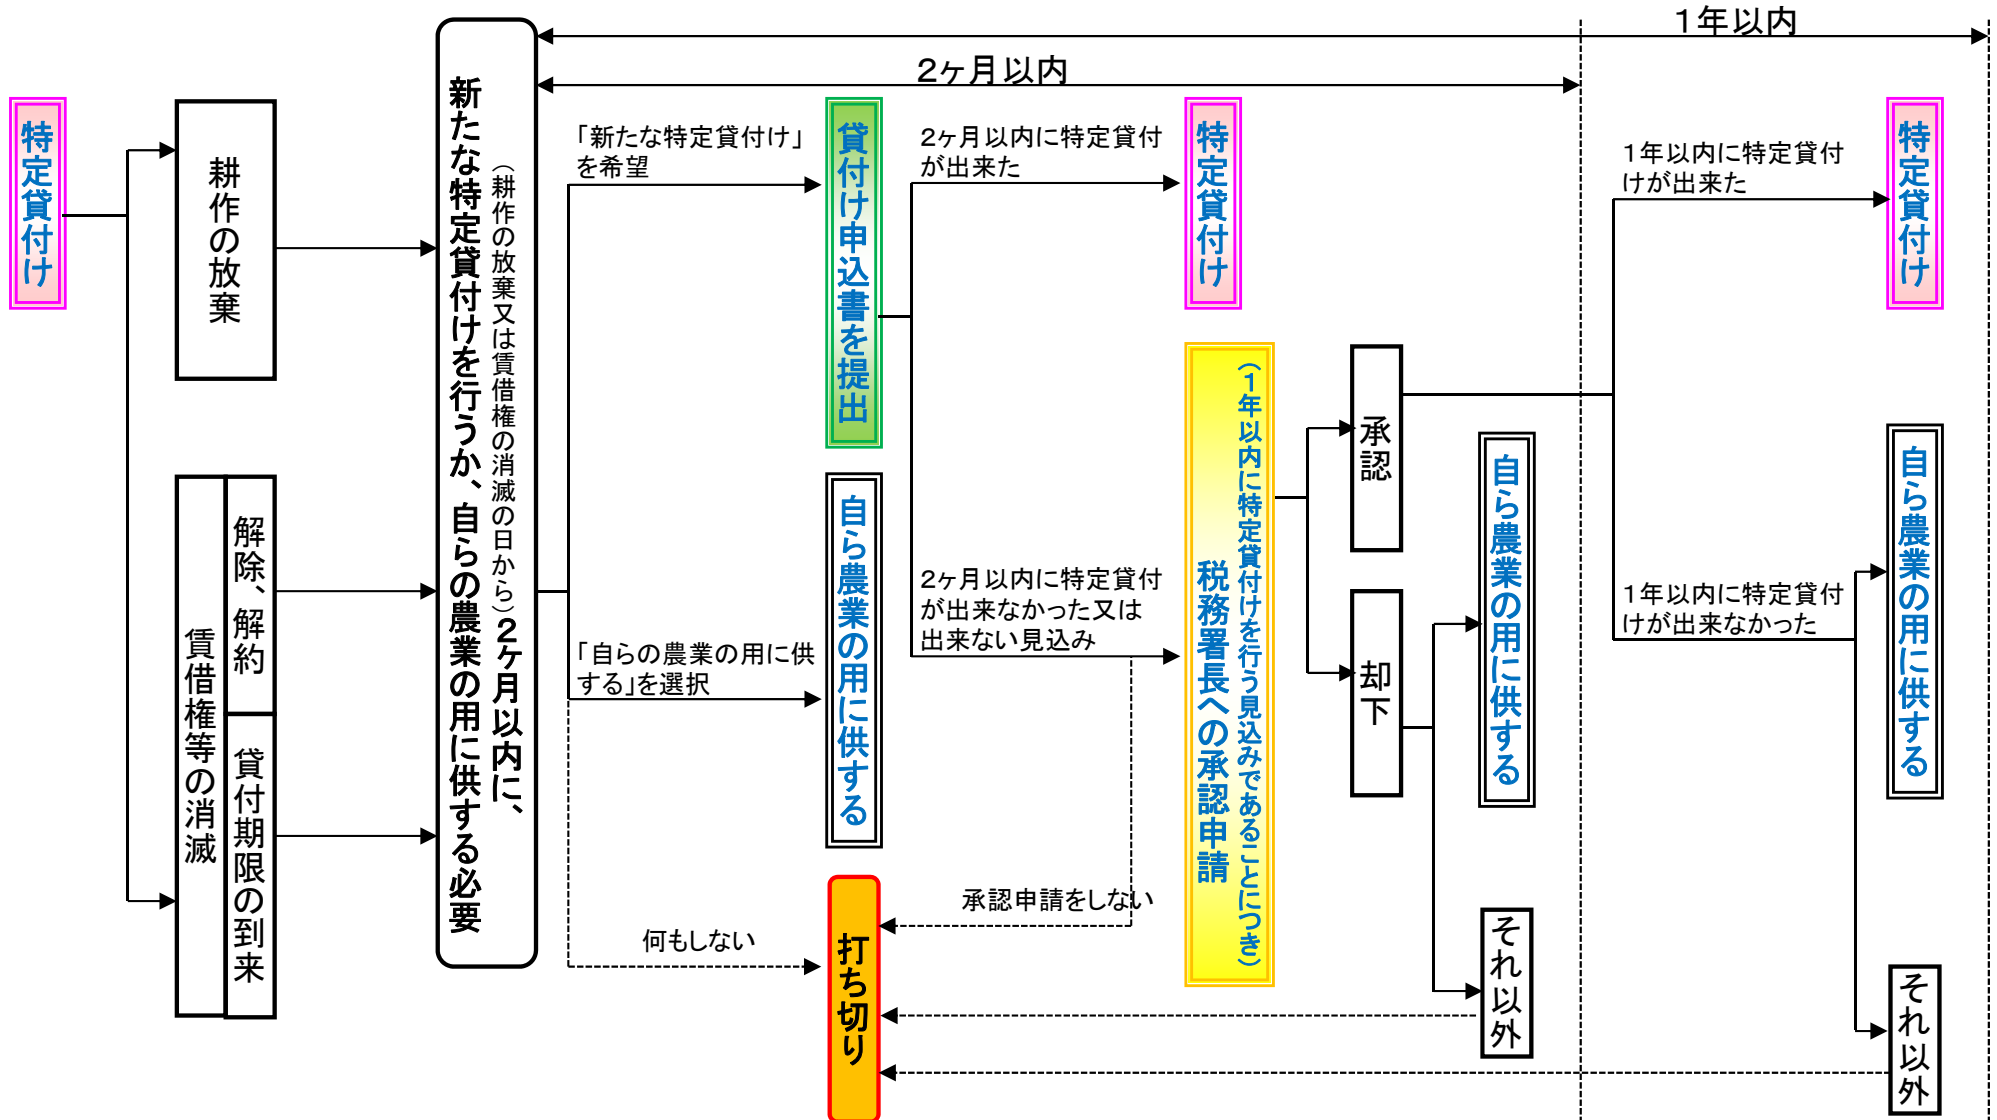 1年以内
2ヶ月以内
特定貸付け
耕作の放棄
賃借権等の消滅
解除、解約
貸付期限の到来
(耕作の放棄又は賃借権の消滅の日から)2ヶ月以内に、
新たな特定貸付けを行うか、自らの農業の用に供する必要
「新たな特定貸付け」
を希望
「自らの農業の用に供
する」を選択
何もしない
貸付け申込書を提出
自ら農業の用に供する
打ち切り
2ヶ月以内に特定貸付
が出来た
2ヶ月以内に特定貸付
が出来なかった又は
出来ない見込み
承認申請をしない
特定貸付け
(1年以内に特定貸付けを行う見込みであることにつき)
税務署長への承認申請
承認
却下
自ら農業の用に供する
それ以外
1年以内に特定貸付
けが出来た
1年以内に特定貸付
けが出来なかった
特定貸付け
自ら農業の用に供する
それ以外